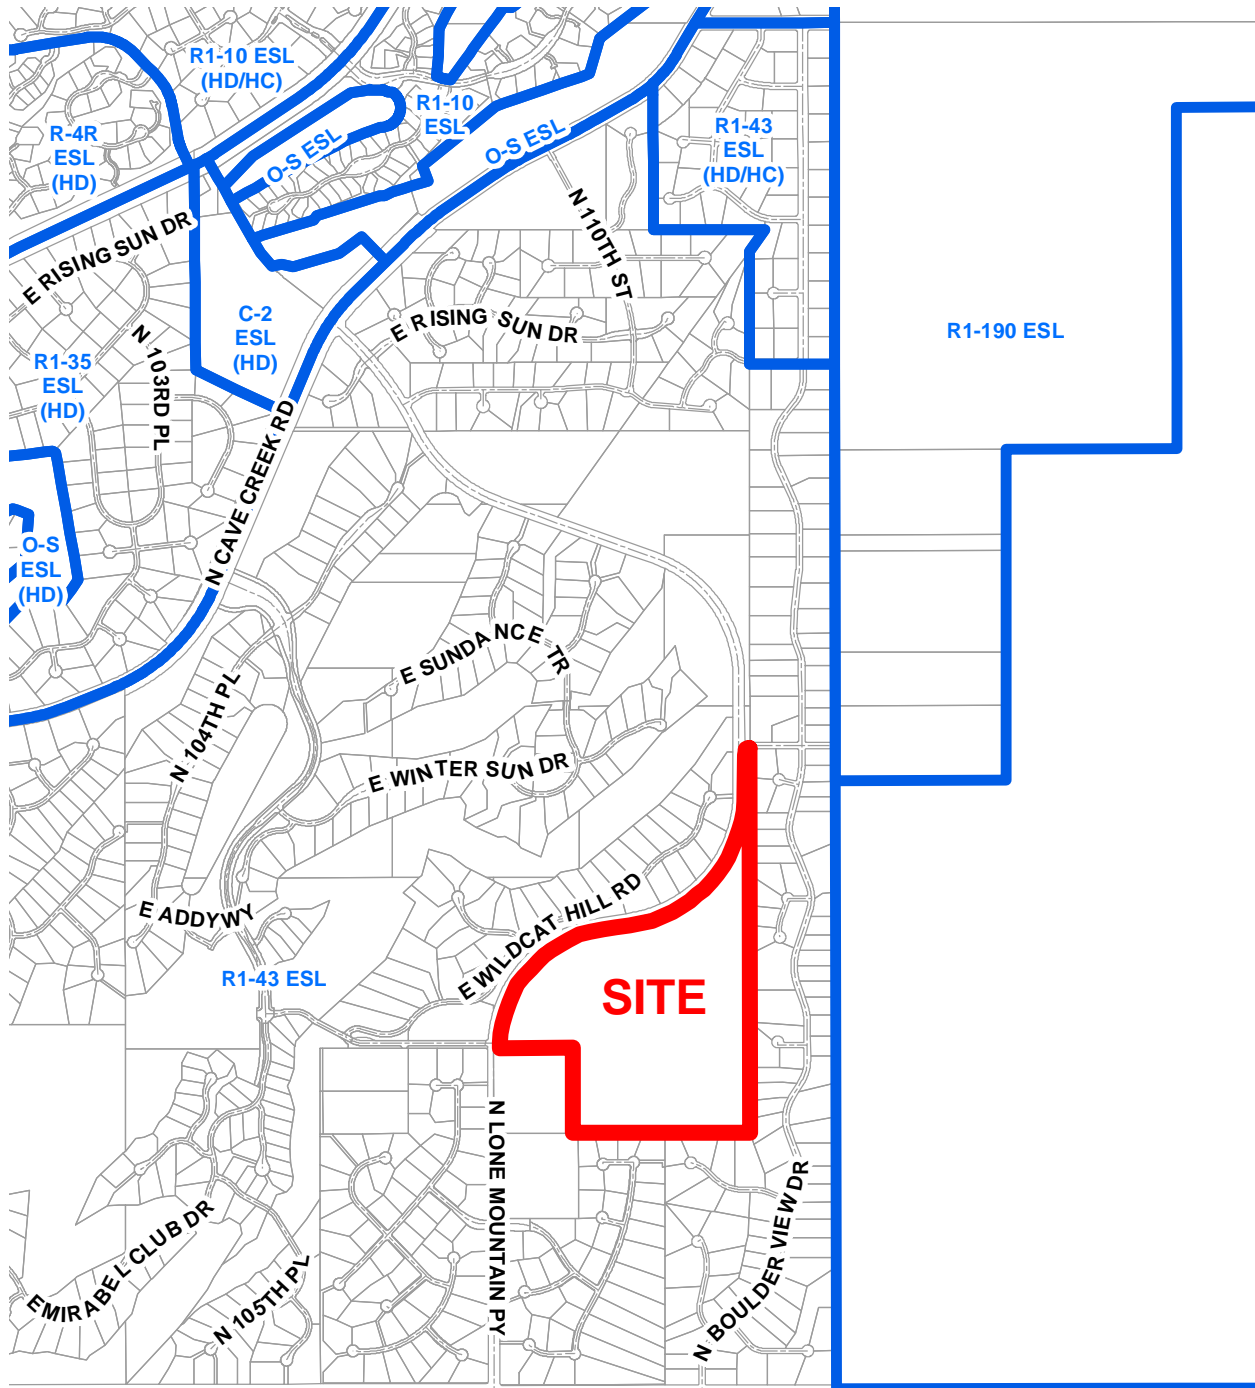 R1-10 ESL
(HD/HC)
R1-10
ESL
R-4R
ESL
(HD)
O-S ESL
O-S ESL
R1-43
ESL
(HD/HC)
E RISING SUN DR
N 110TH ST
C-2
ESL
(HD)
E RISING SUN DR
R1-190 ESL
N 103RD PL
R1-35
ESL
(HD)
N CAVE CREEK RD
O-S
ESL
(HD)
E SUNDANCE TR
N 104TH PL
E WINTER SUN DR
E ADDY WY
E WILDCAT HILL RD
R1-43 ESL
SITE
N LONE MOUNTAIN PY
E MIRABEL CLUB DR
N 105TH PL
N BOULDER VIEW DR